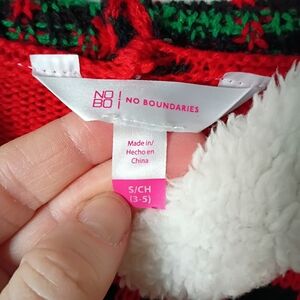 NO
BO
NO BOUNDARIES
Made in/
Hecho en
China
S/CH
(3-5)